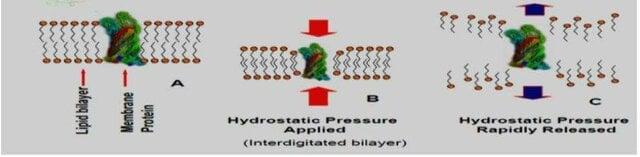 Lipid bilayer
Membrane
Protein
A
B
Hydrostatic Pressure
Applied
(Interdigitated bilayer)
C
Hydrostatic Pressure
Rapidly Released